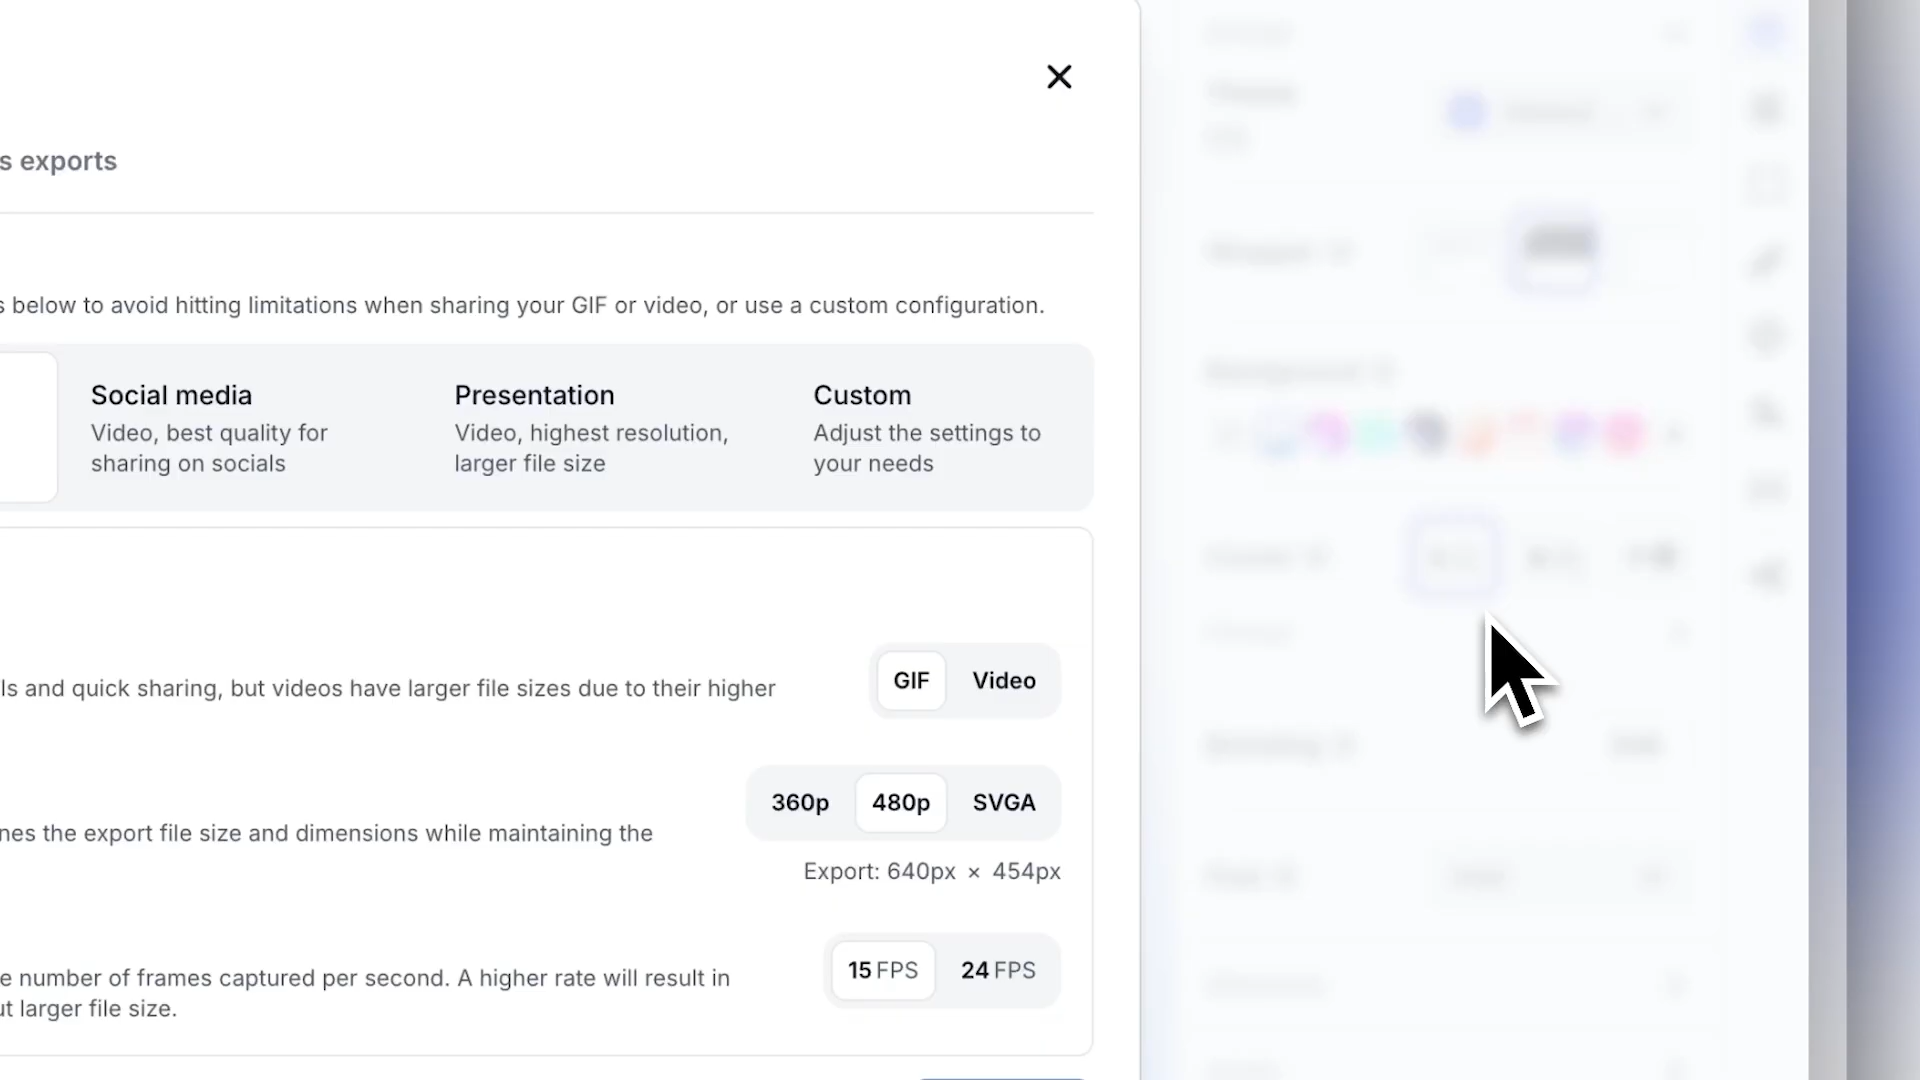 s exports
s below to avoid hitting limitations when sharing your GIF or video, or use a custom configuration.
Social media
Video, best quality for
sharing on socials
Presentation
Video, highest resolution,
larger file size
Custom
Adjust the settings to
your needs
ls and quick sharing, but videos have larger file sizes due to their higher
GIF Video
360p 480p SVGA
nes the export file size and dimensions while maintaining the
Export: 640px × 454px
e number of frames captured per second. A higher rate will result in
ut larger file size.
15 FPS 24 FPS